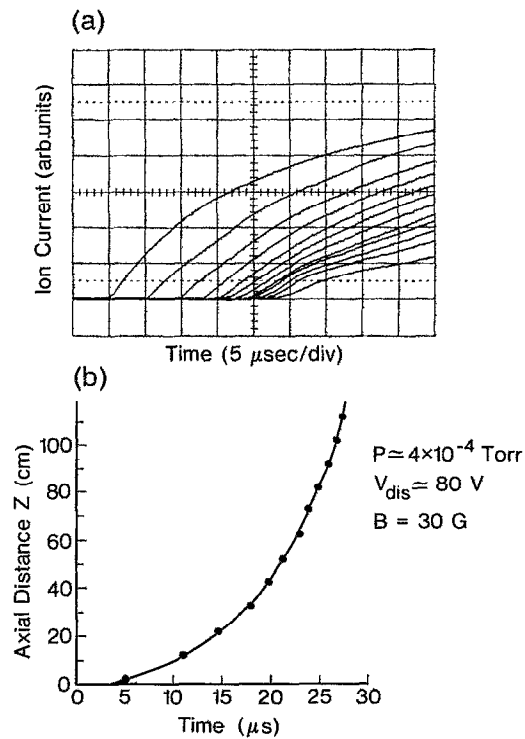 (a)
Ion Current (arb.units)
Time (5 μsec/div)
(b)
Axial Distance Z (cm)
100
80
60
40
20
0
0
5
10
15
20
25
30
Time (μs)
P≃4×10⁻⁴ Torr
V_dis≃ 80 V
B = 30 G